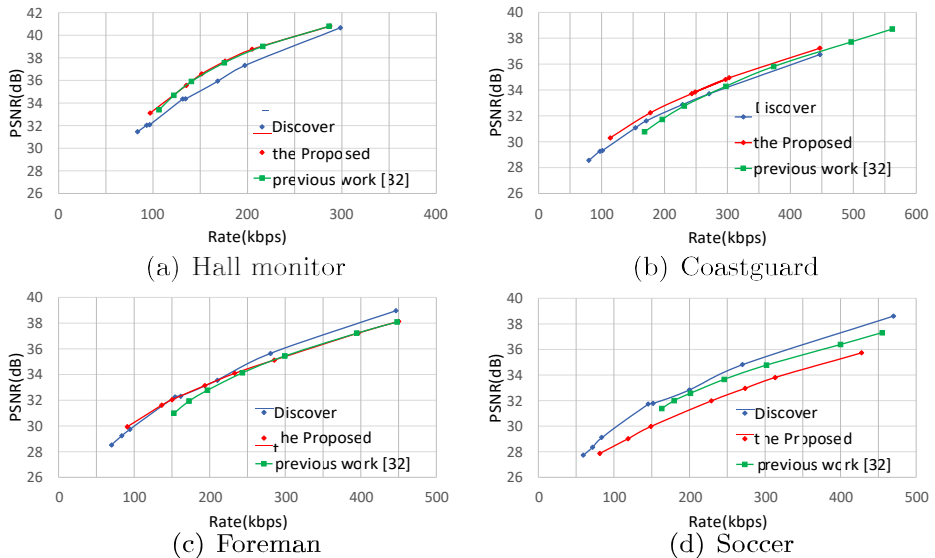 42
40
38
36
34
32
30
28
26
PSNR(dB)
0 100 200 300 400
Rate(kbps)
Discover
the Proposed
previous work [32]
(a) Hall monitor
40
38
36
34
32
30
28
26
PSNR(dB)
0 100 200 300 400 500 600
Rate(kbps)
Discover
the Proposed
previous work [32]
(b) Coastguard
40
38
36
34
32
30
28
26
PSNR(dB)
0 100 200 300 400 500
Rate(kbps)
Discover
the Proposed
previous work [32]
(c) Foreman
40
38
36
34
32
30
28
26
PSNR(dB)
0 100 200 300 400 500
Rate(kbps)
Discover
the Proposed
previous work [32]
(d) Soccer